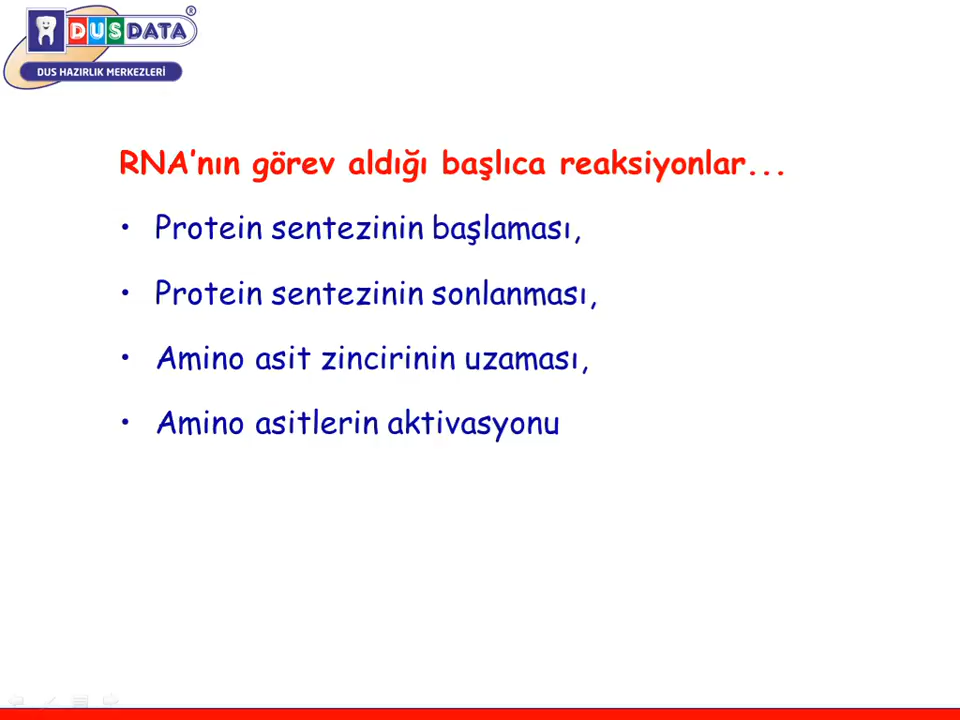 DUSDATA®
DUS HAZIRLIK MERKEZLERİ
RNA’nın görev aldığı başlıca reaksiyonlar...
• Protein sentezinin başlaması,
• Protein sentezinin sonlanması,
• Amino asit zincirinin uzaması,
• Amino asitlerin aktivasyonu